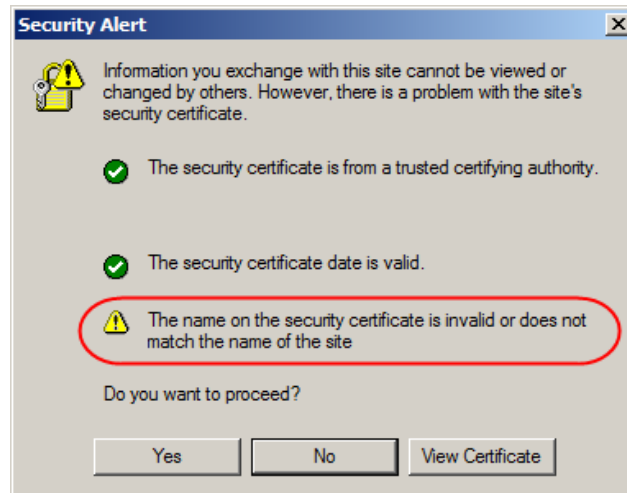 Security Alert
Information you exchange with this site cannot be viewed or
changed by others. However, there is a problem with the site's
security certificate.
The security certificate is from a trusted certifying authority.
The security certificate date is valid.
The name on the security certificate is invalid or does not
match the name of the site
Do you want to proceed?
Yes No View Certificate